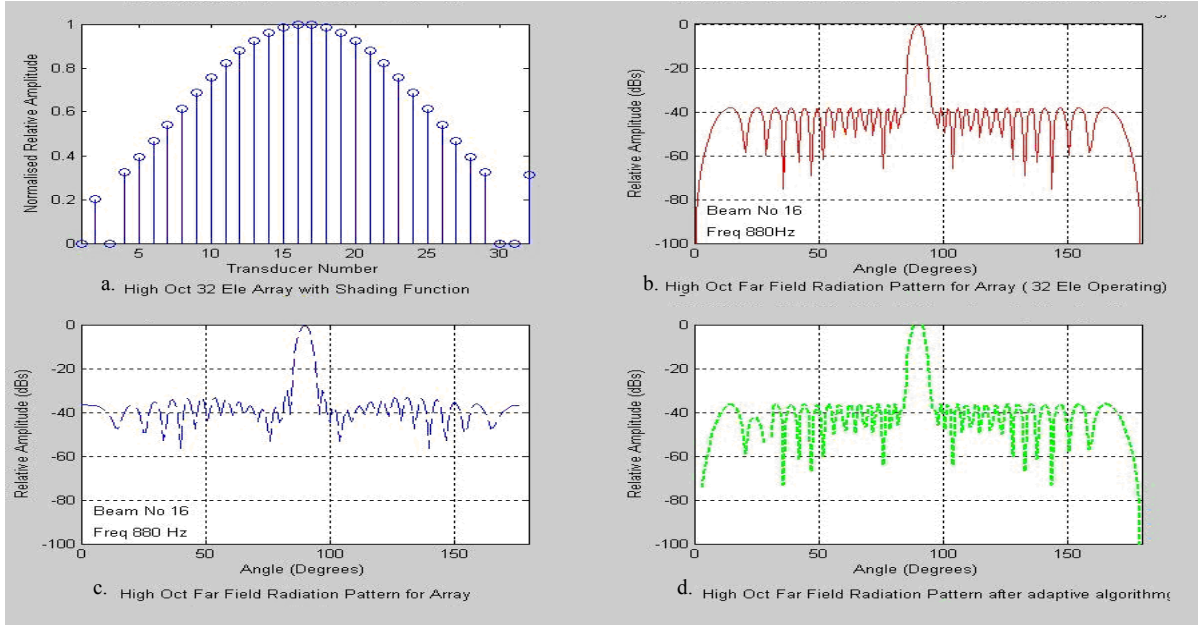 Normalised Relative Amplitude
1
0.8
0.6
0.4
0.2
0
5 10 15 20 25 30
Transducer Number
a. High Oct 32 Ele Array with Shading Function
Relative Amplitude (dBs)
0
-20
-40
-60
-80
-100
Beam No 16
Freq 880Hz
0 50 100 150
Angle (Degrees)
b. High Oct Far Field Radiation Pattern for Array ( 32 Ele Operating)
Relative Amplitude (dBs)
0
-20
-40
-60
-80
-100
Beam No 16
Freq 880 Hz
0 50 100 150
Angle (Degrees)
c. High Oct Far Field Radiation Pattern for Array
Relative Amplitude (dBs)
0
-20
-40
-60
-80
-100
0 50 100 150
Angle (Degrees)
d. High Oct Far Field Radiation Pattern after adaptive algorithm